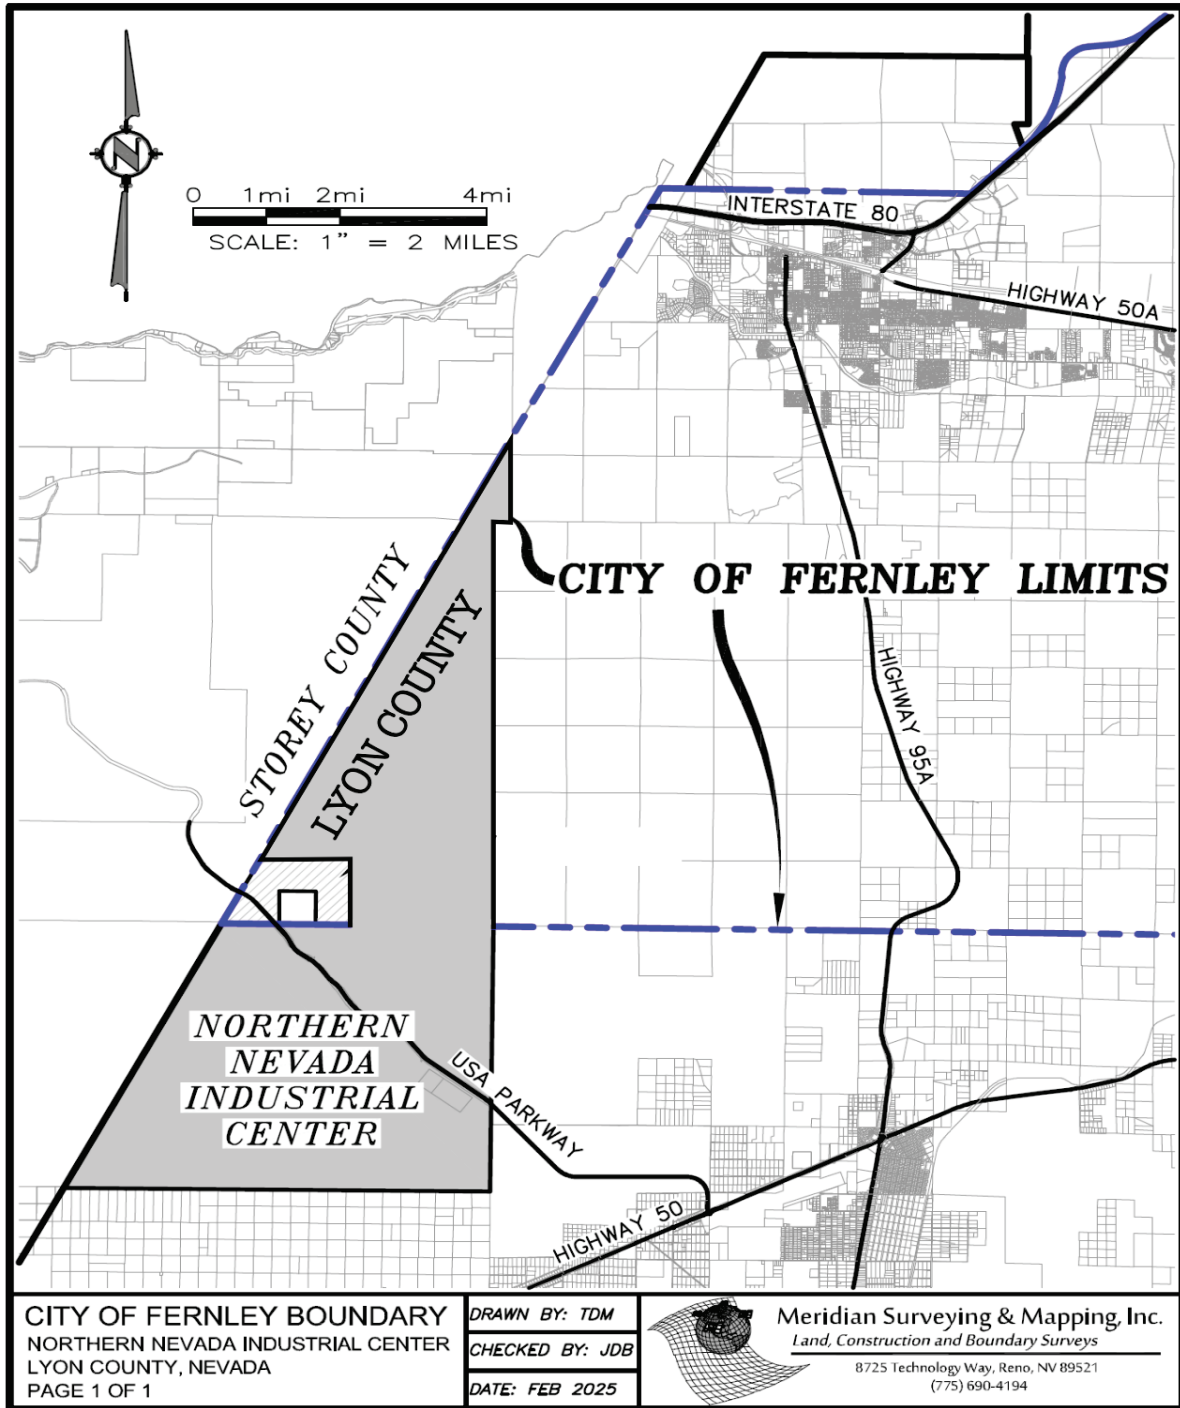 N
0 1mi 2mi 4mi
SCALE: 1" = 2 MILES
INTERSTATE 80
HIGHWAY 50A
CITY OF FERNLEY LIMITS
STOREY COUNTY
LYON COUNTY
HIGHWAY 95A
NORTHERN
NEVADA
INDUSTRIAL
CENTER
USA PARKWAY
HIGHWAY 50
CITY OF FERNLEY BOUNDARY
NORTHERN NEVADA INDUSTRIAL CENTER
LYON COUNTY, NEVADA
PAGE 1 OF 1
DRAWN BY: TDM
CHECKED BY: JDB
DATE: FEB 2025
Meridian Surveying & Mapping, Inc.
Land, Construction and Boundary Surveys
8725 Technology Way, Reno, NV 89521
(775) 690-4194